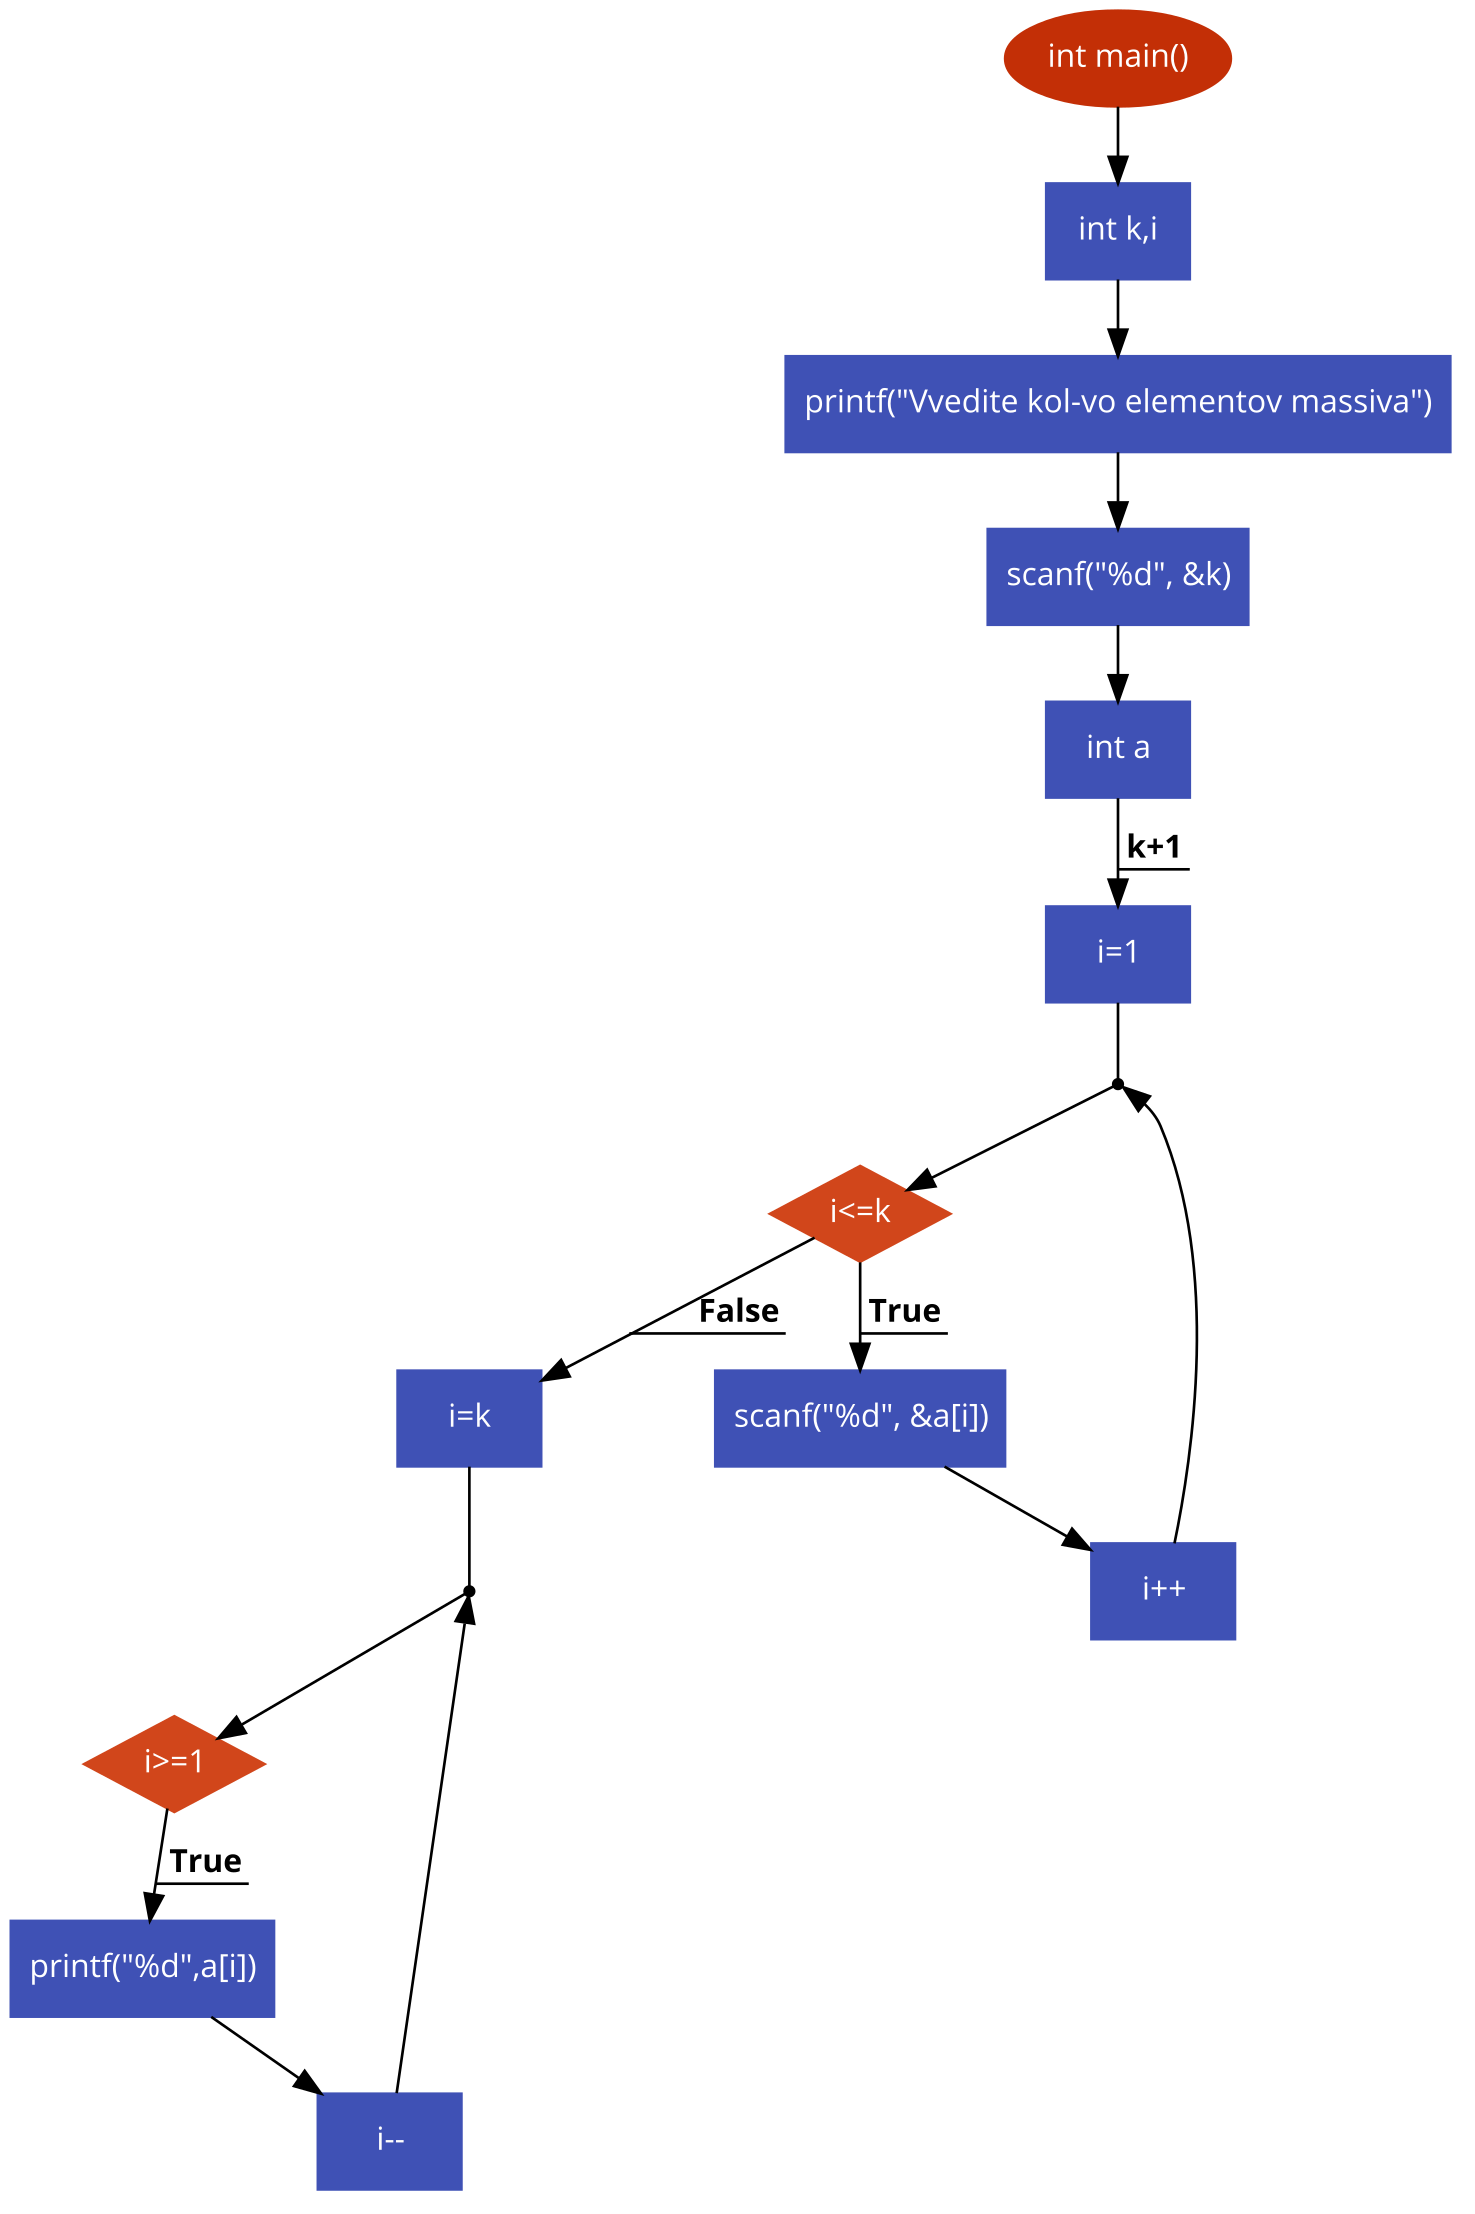 int main()
int k,i
printf("Vvedite kol-vo elementov massiva")
scanf("%d", &k)
int a
k+1
i=1
i<=k
False
True
i=k
scanf("%d", &a[i])
i++
i>=1
True
printf("%d",a[i])
i--